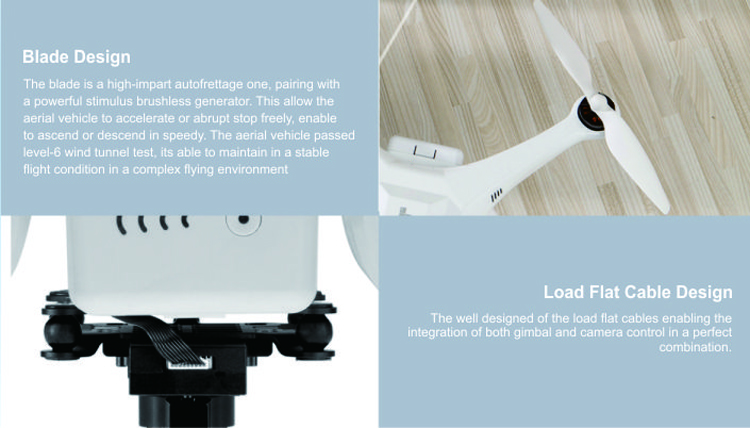 Blade Design
The blade is a high-impart autofrettage one, pairing with
a powerful stimulus brushless generator. This allow the
aerial vehicle to accelerate or abrupt stop freely, enable
to ascend or descend in speedy. The aerial vehicle passed
level-6 wind tunnel test, its able to maintain in a stable
flight condition in a complex flying environment
Load Flat Cable Design
The well designed of the load flat cables enabling the
integration of both gimbal and camera control in a perfect
combination.